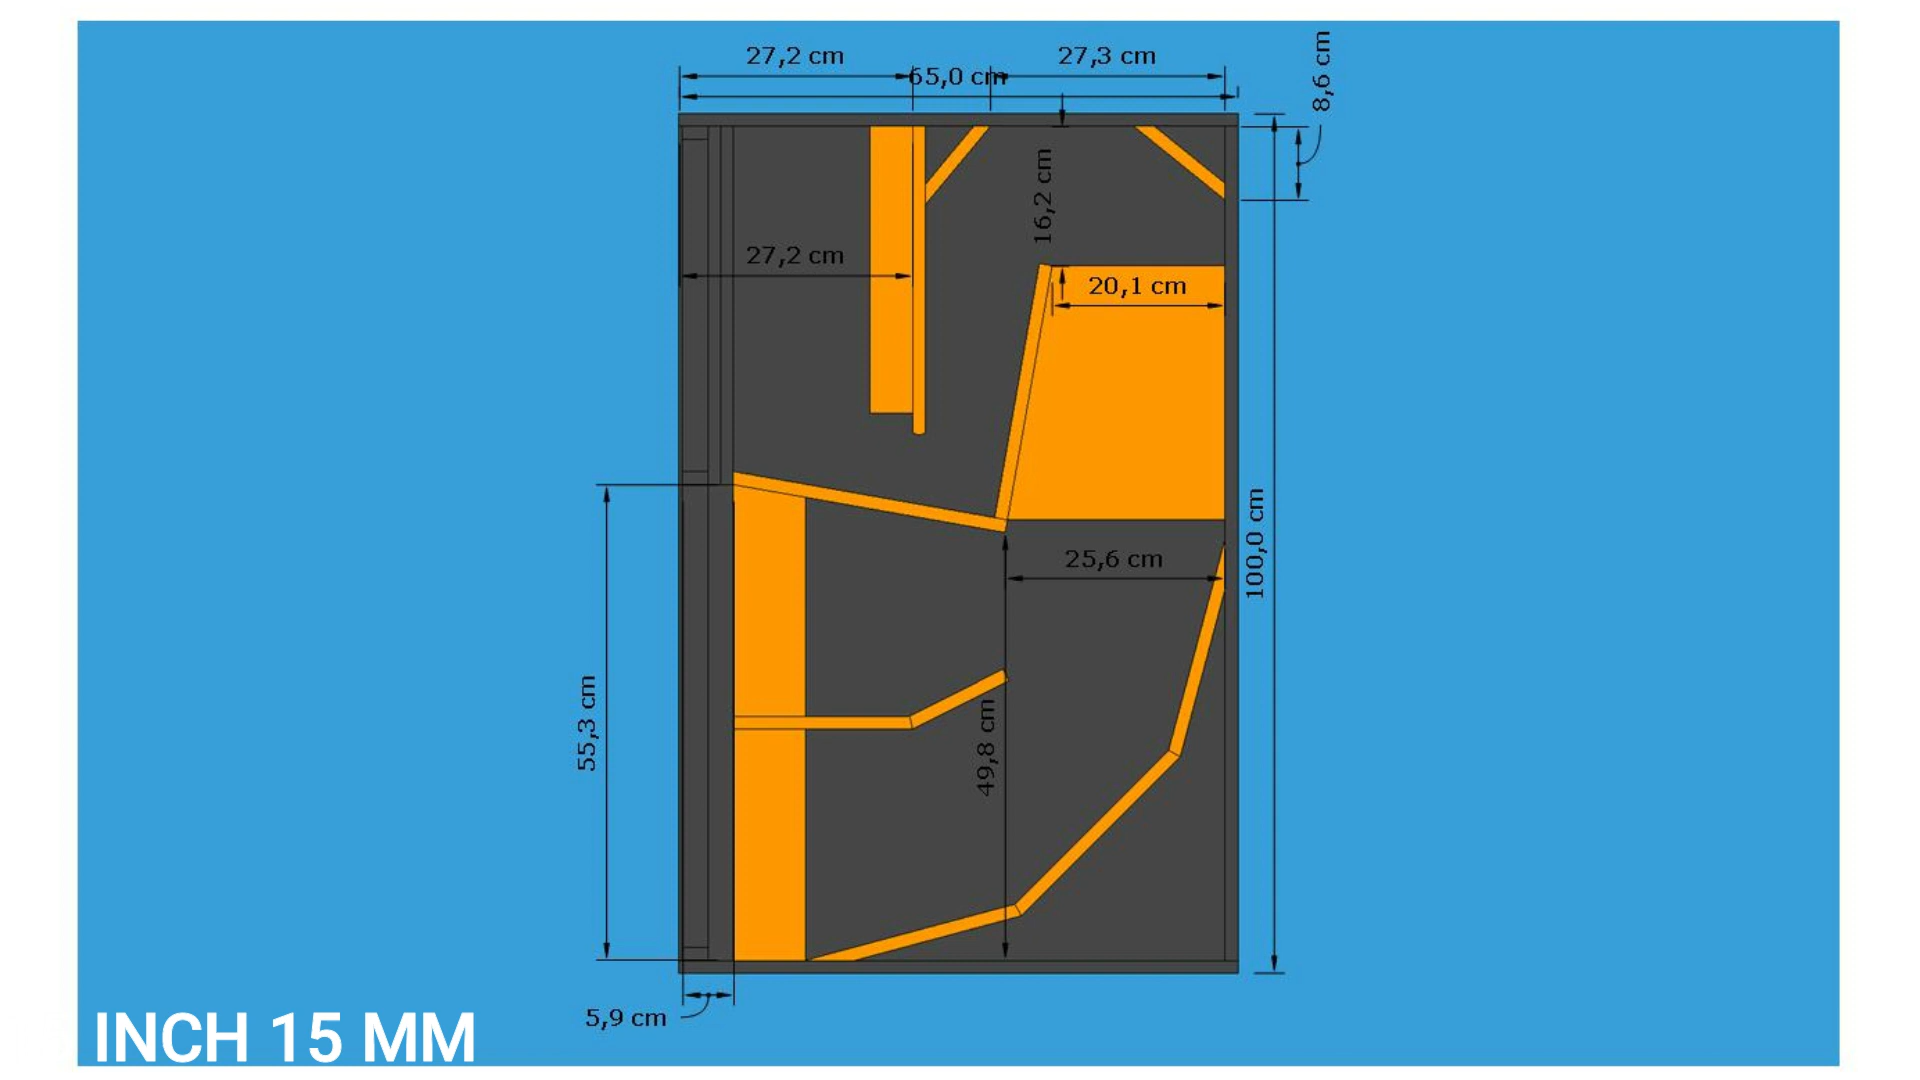 27,2 cm
27,3 cm
65,0 cm
8,6 cm
16,2 cm
27,2 cm
20,1 cm
100,0 cm
25,6 cm
55,3 cm
49,8 cm
5,9 cm
INCH 15 MM